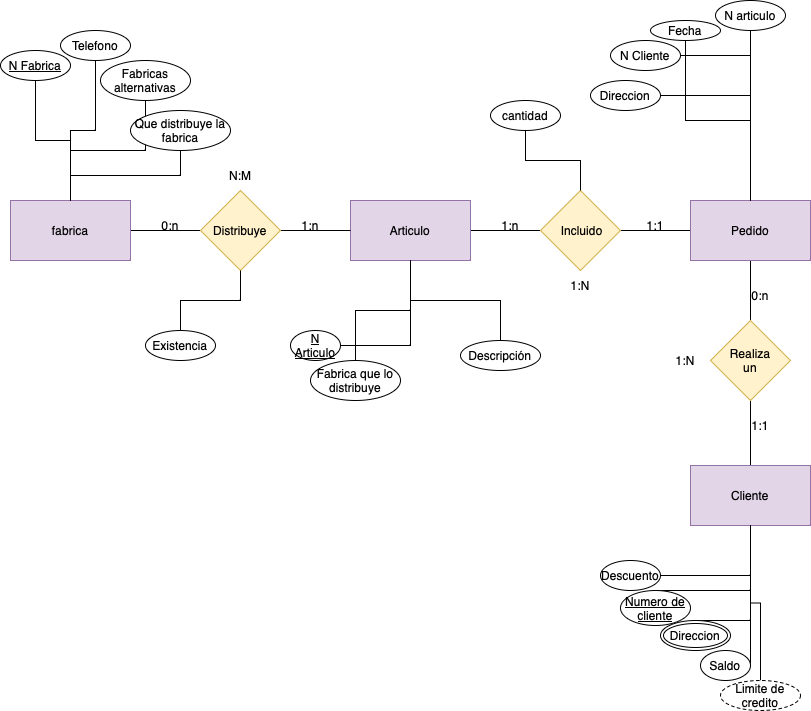 N articulo
Fecha
Telefono
N Cliente
N Fabrica
Fabricas
alternativas
Direccion
cantidad
Que distribuye la
fabrica
N:M
fabrica
0:n
Distribuye
1:n
Articulo
1:n
Incluido
1:1
Pedido
1:N
0:n
Existencia
N
Articulo
Descripción
Realiza
un
1:N
Fabrica que lo
distribuye
1:1
Cliente
Descuento
Numero de
cliente
Direccion
Saldo
Limite de
credito